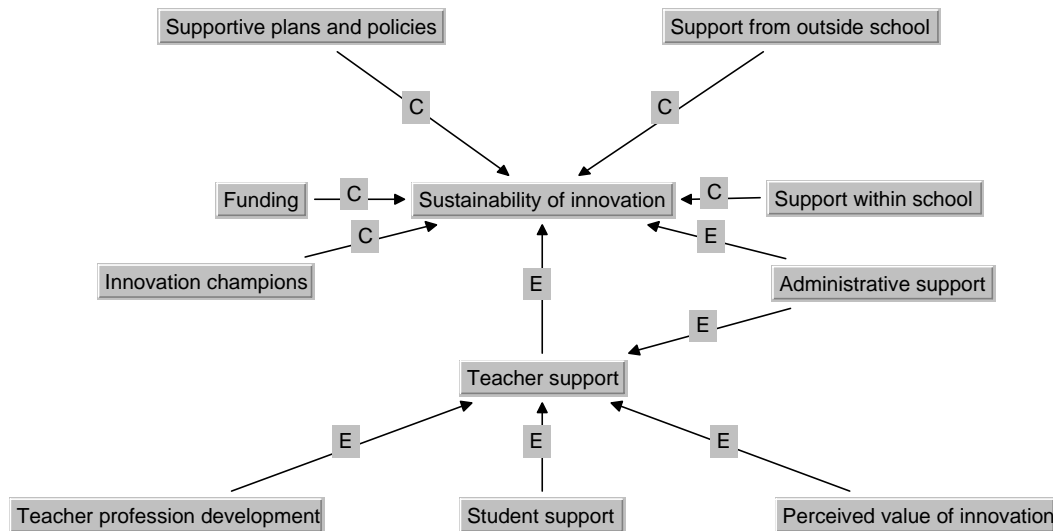 Supportive plans and policies
Support from outside school
C
C
Funding
C
Sustainability of innovation
C
Support within school
C
E
Innovation champions
E
Administrative support
E
Teacher support
E
E
E
Teacher profession development
Student support
Perceived value of innovation